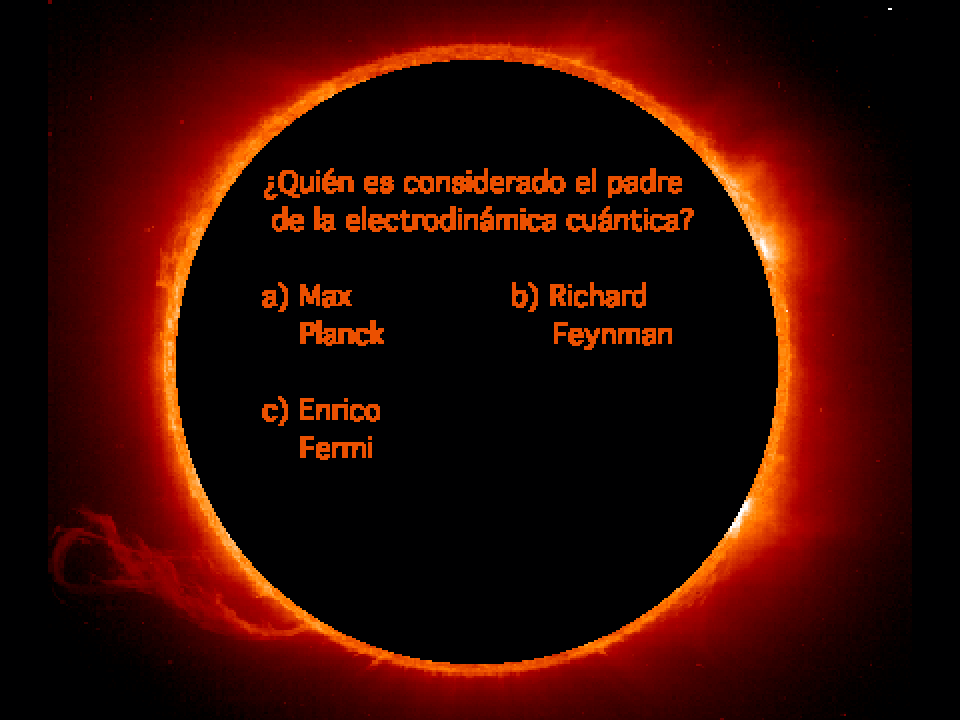 ¿Quién es considerado el padre
de la electrodinámica cuántica?
a) Max b) Richard
Planck Feynman
c) Enrico
Fermi